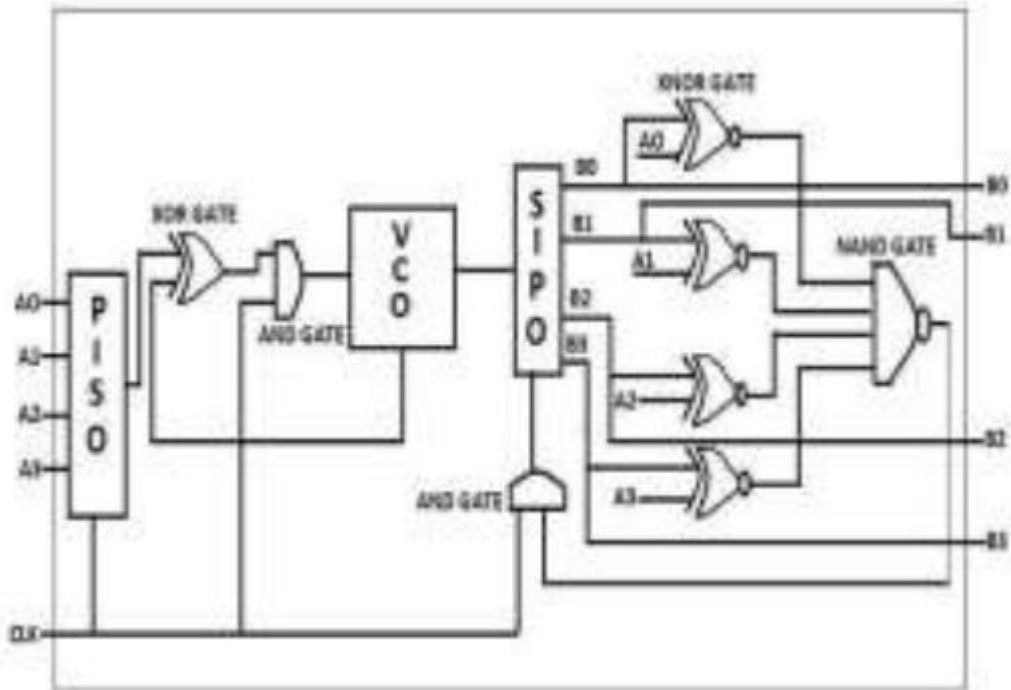 XNOR GATE
A0
B0
B0
XOR GATE
V
C
O
S
I
P
O
B1
B1
NAND GATE
A1
A0
P
I
S
O
AND GATE
B2
A1
B3
A2
A2
B2
A3
AND GATE
A3
B3
CLK